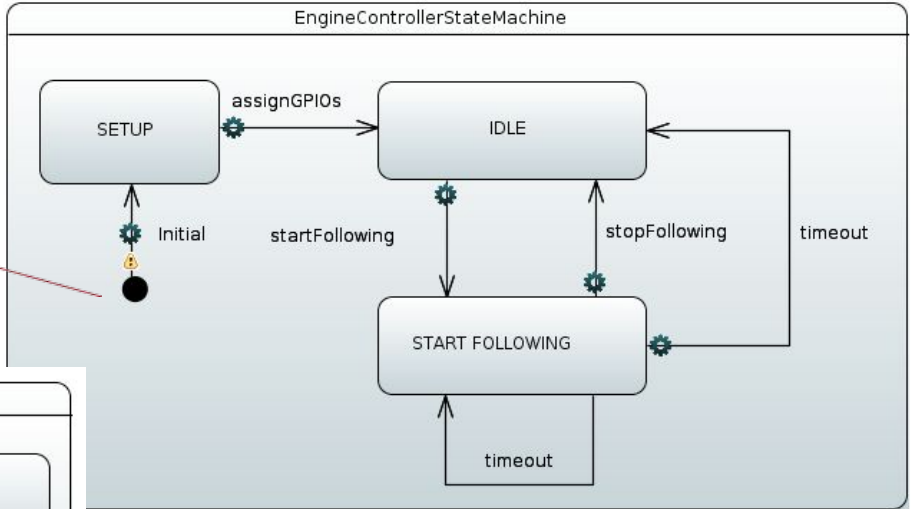 EngineControllerStateMachine
assignGPIOs
SETUP
IDLE
Initial
startFollowing
stopFollowing
timeout
START FOLLOWING
timeout